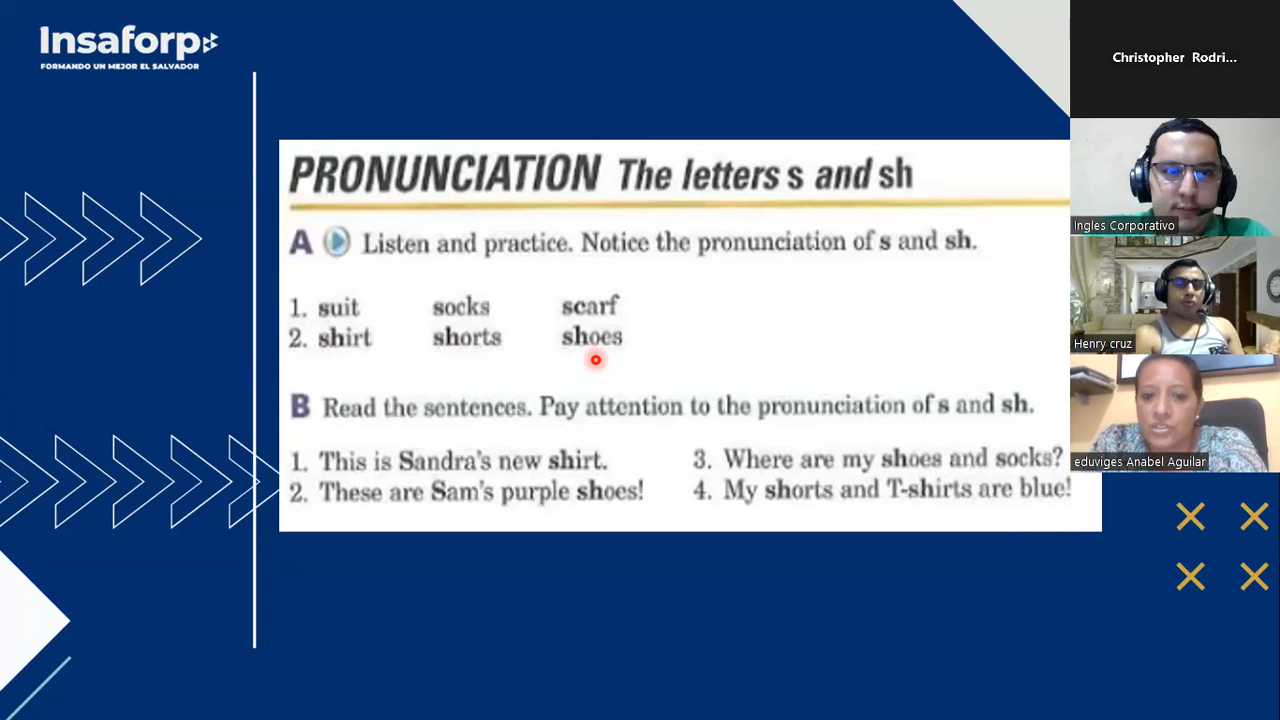 Insaforp
FORMANDO UN MEJOR EL SALVADOR
PRONUNCIATION The letters s and sh
A Listen and practice. Notice the pronunciation of s and sh.
1. suit socks scarf
2. shirt shorts shoes
B Read the sentences. Pay attention to the pronunciation of s and sh.
1. This is Sandra's new shirt.
2. These are Sam's purple shoes!
3. Where are my shoes and socks?
4. My shorts and T-shirts are blue!
Christopher Rodri...
Ingles Corporativo
Henry cruz
eduviges Anabel Aguilar